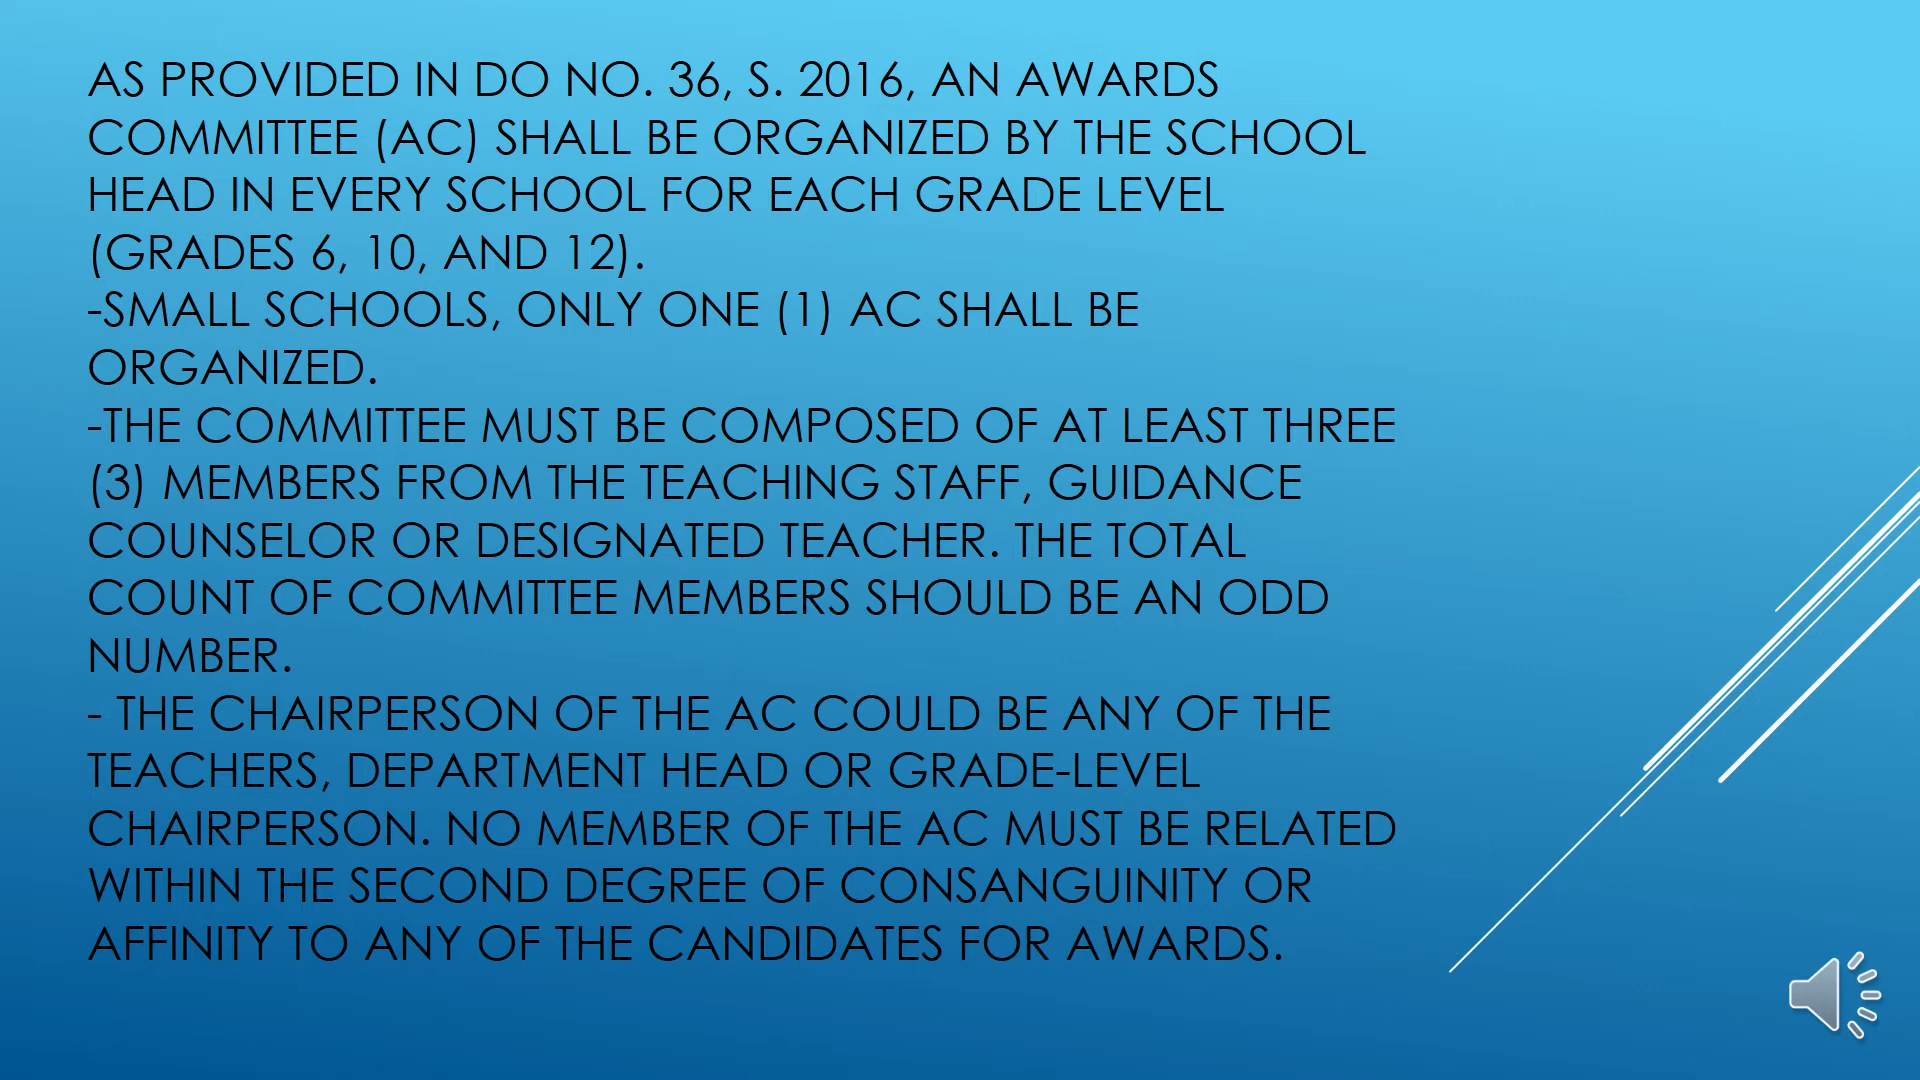 AS PROVIDED IN DO NO. 36, S. 2016, AN AWARDS
COMMITTEE (AC) SHALL BE ORGANIZED BY THE SCHOOL
HEAD IN EVERY SCHOOL FOR EACH GRADE LEVEL
(GRADES 6, 10, AND 12).
-SMALL SCHOOLS, ONLY ONE (1) AC SHALL BE
ORGANIZED.
-THE COMMITTEE MUST BE COMPOSED OF AT LEAST THREE
(3) MEMBERS FROM THE TEACHING STAFF, GUIDANCE
COUNSELOR OR DESIGNATED TEACHER. THE TOTAL
COUNT OF COMMITTEE MEMBERS SHOULD BE AN ODD
NUMBER.
- THE CHAIRPERSON OF THE AC COULD BE ANY OF THE
TEACHERS, DEPARTMENT HEAD OR GRADE-LEVEL
CHAIRPERSON. NO MEMBER OF THE AC MUST BE RELATED
WITHIN THE SECOND DEGREE OF CONSANGUINITY OR
AFFINITY TO ANY OF THE CANDIDATES FOR AWARDS.